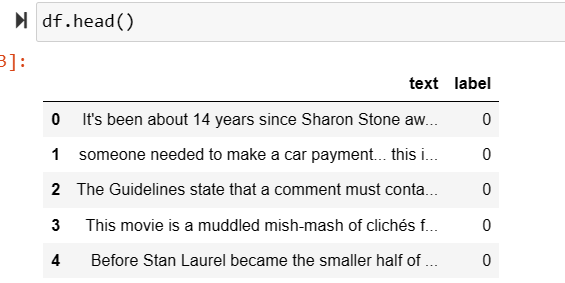 df.head()
3]:
text label
0 It's been about 14 years since Sharon Stone aw... 0
1 someone needed to make a car payment... this i... 0
2 The Guidelines state that a comment must conta... 0
3 This movie is a muddled mish-mash of clichés f... 0
4 Before Stan Laurel became the smaller half of ... 0